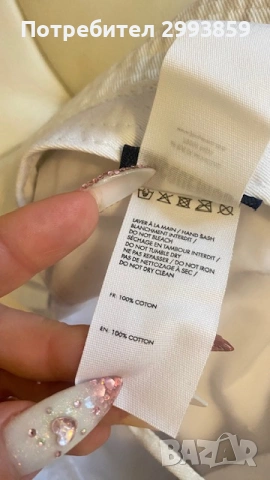 Потребител 2993859
LAVER À LA MAIN / HAND BASH
BLANCHIMENT INTERDIT /
DO NOT BLEACH
SÉCHAGE EN TAMBOUR INTERDIT /
DO NOT TUMBLE DRY
NE PAS REPASSER / DO NOT IRON
PAS DE NETTOYAGE À SEC /
DO NOT DRY CLEAN
FR: 100% COTON
EN: 100% COTTON
BAZAR